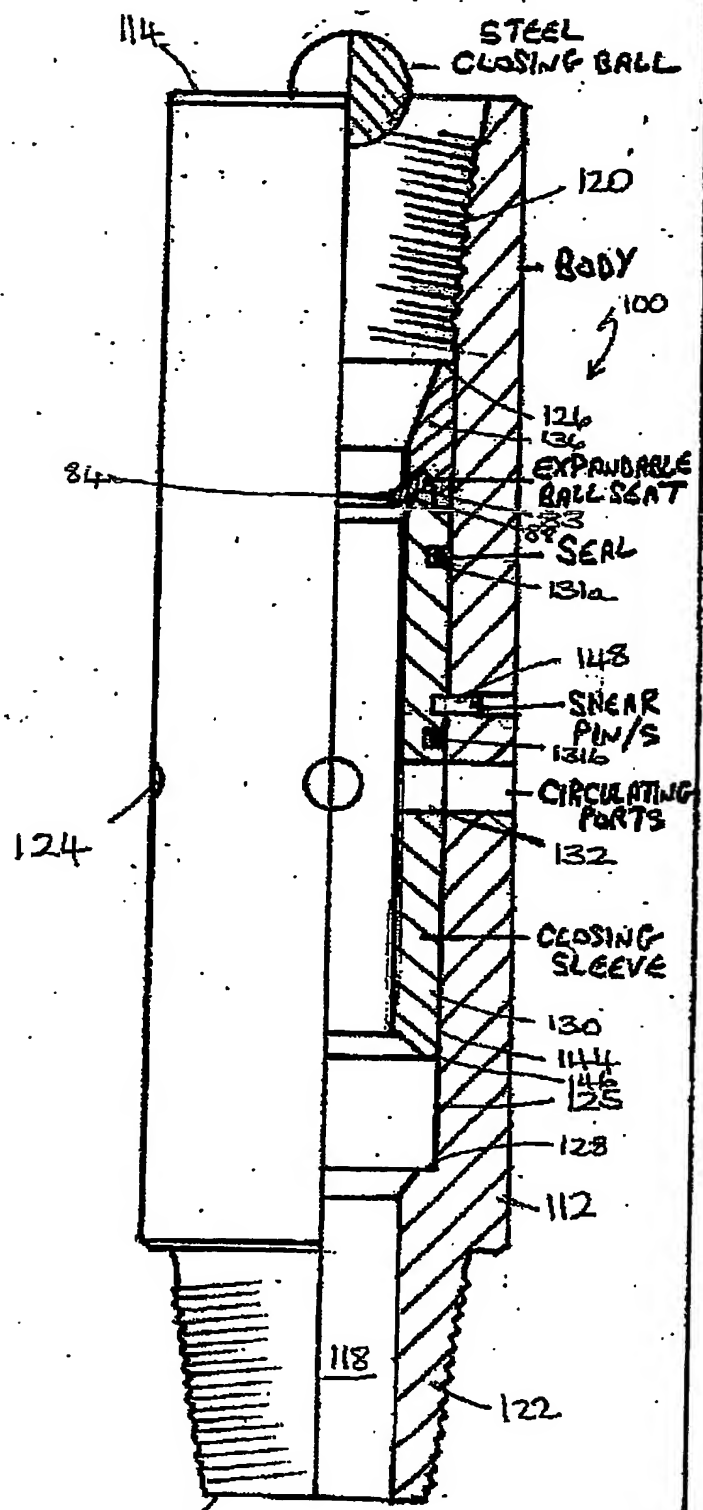 114
STEEL
CLOSING BALL
120
BODY
100
126
136
EXPANDABLE
BALL SEAT
84
83
88
SEAL
131a
148
SHEAR
PIN/S
131b
CIRCULATING
PORTS
124
132
CLOSING
SLEEVE
130
144
146
125
128
112
118
122